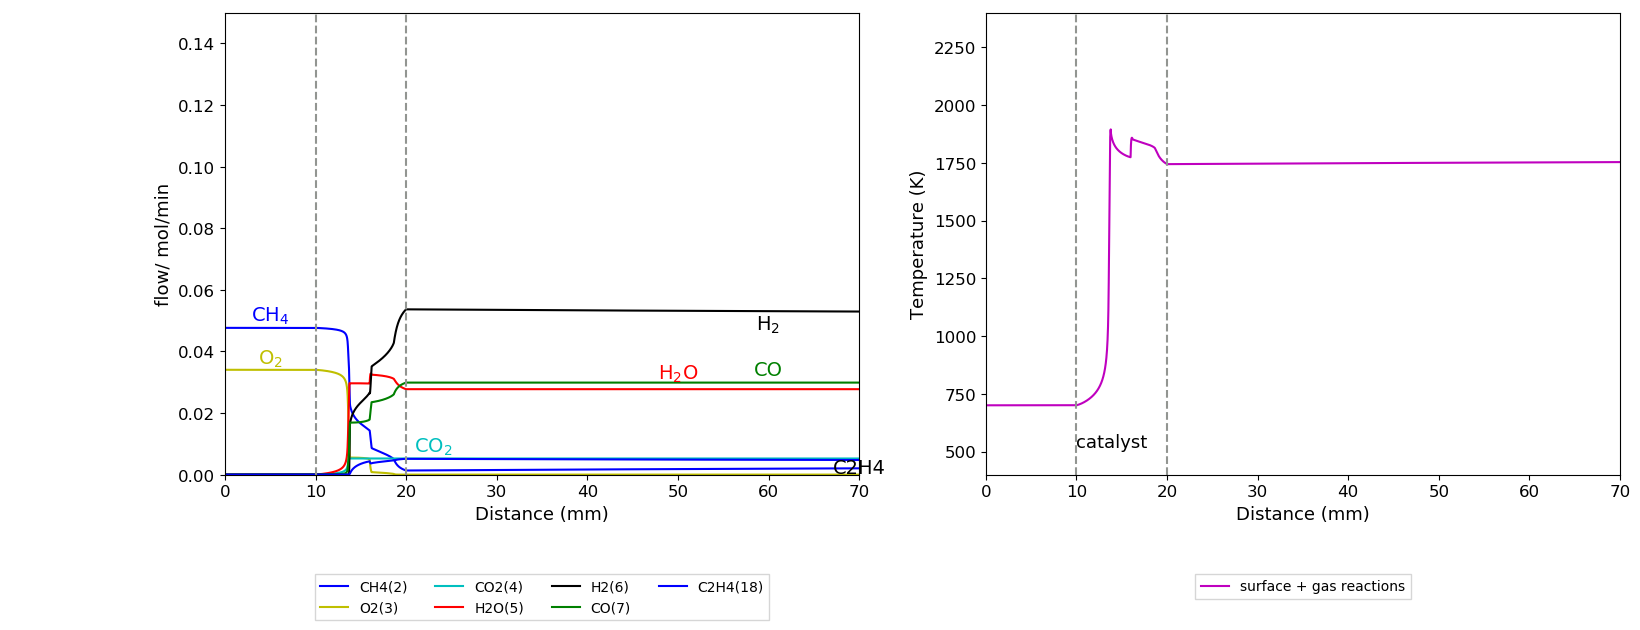 flow/ mol/min
0.14
0.12
0.10
0.08
0.06
0.04
0.02
0.00
CH4
O2
H2
H2O
CO
CO2
C2H4
0 10 20 30 40 50 60 70
Distance (mm)
CH4(2) CO2(4) H2(6) C2H4(18)
O2(3) H2O(5) CO(7)
Temperature (K)
2250
2000
1750
1500
1250
1000
750
500
catalyst
0 10 20 30 40 50 60 70
Distance (mm)
surface + gas reactions